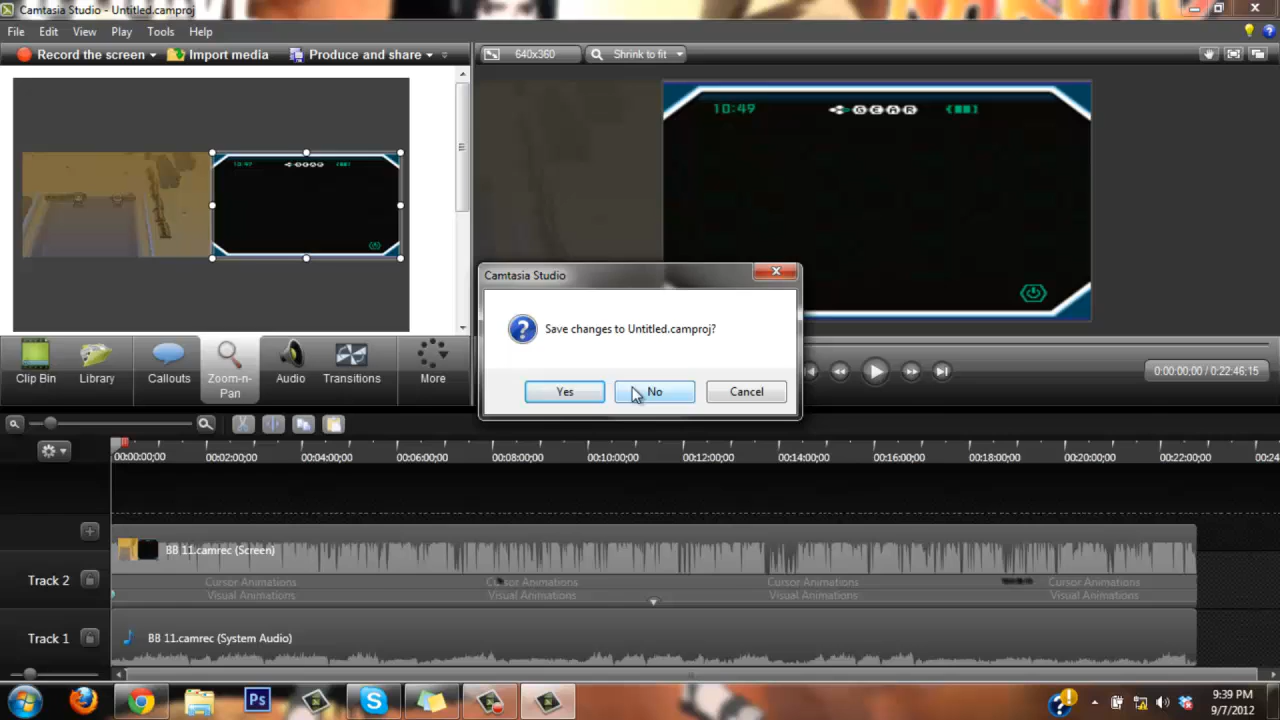 Camtasia Studio - Untitled.camproj
File Edit View Play Tools Help
Record the screen Import media Produce and share
640x360 Shrink to fit
10:49 GEAR
Camtasia Studio
Save changes to Untitled.camproj?
Yes No Cancel
Clip Bin Library Callouts Zoom-n-Pan Audio Transitions More
0:00:00;00 / 0:22:46;15
00:00:00;00 00:02:00;00 00:04:00;00 00:06:00;00 00:08:00;00 00:10:00;00 00:12:00;00 00:14:00;00 00:16:00;00 00:18:00;00 00:20:00;00 00:22:00;00 00:24
BB 11.camrec (Screen)
Track 2
Cursor Animations Cursor Animations Cursor Animations Cursor Animations
Visual Animations Visual Animations Visual Animations Visual Animations
Track 1 BB 11.camrec (System Audio)
Ps
9:39 PM
9/7/2012